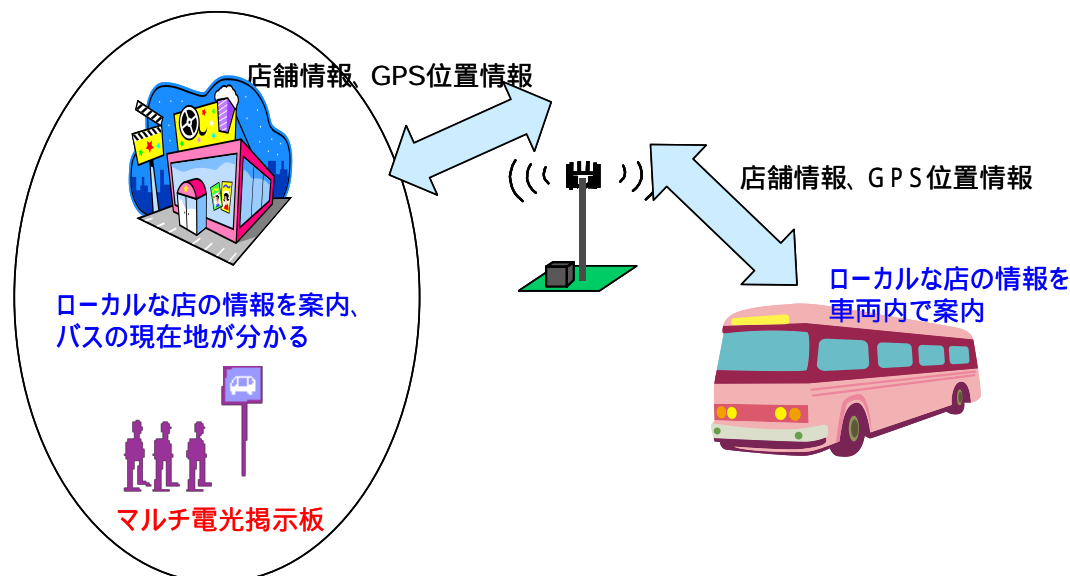 店舗情報、GPS位置情報
店舗情報、GPS位置情報
ローカルな店の情報を
車両内で案内
ローカルな店の情報を案内、
バスの現在地が分かる
マルチ電光掲示板